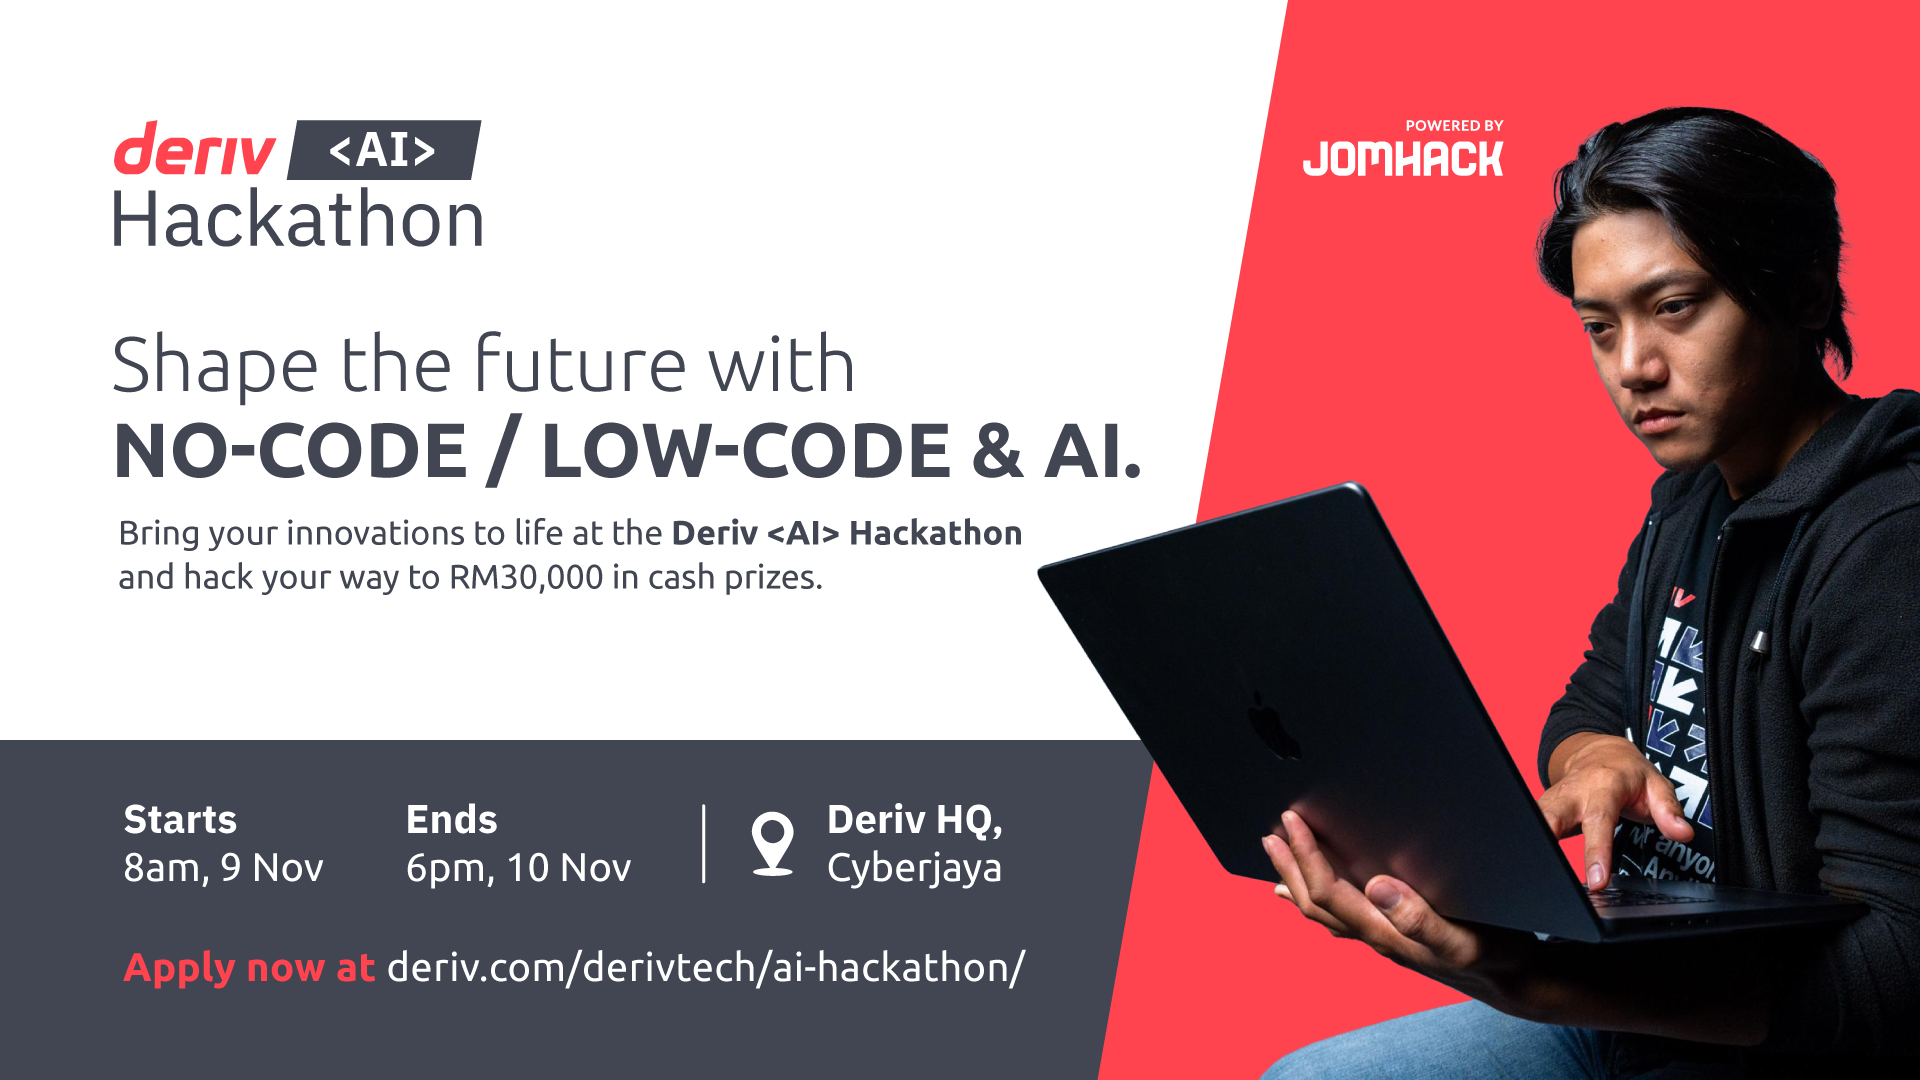 deriv <AI>
Hackathon
POWERED BY
JOMHACK
Shape the future with
NO-CODE / LOW-CODE & AI.
Bring your innovations to life at the Deriv <AI> Hackathon
and hack your way to RM30,000 in cash prizes.
Starts
8am, 9 Nov
Ends
6pm, 10 Nov
Deriv HQ,
Cyberjaya
Apply now at deriv.com/derivtech/ai-hackathon/